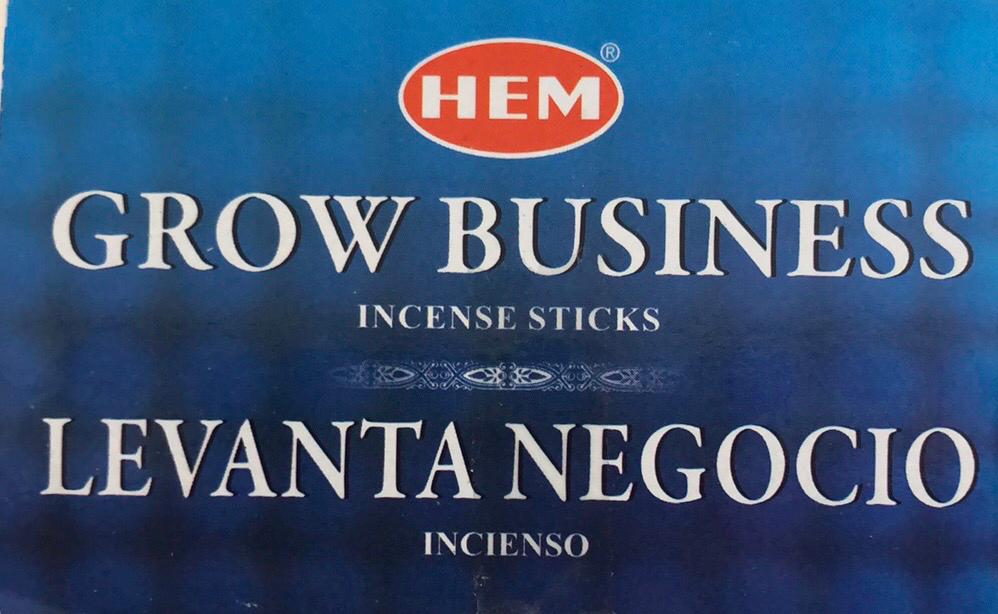 HEM®
GROW BUSINESS
INCENSE STICKS
LEVANTA NEGOCIO
INCIENSO